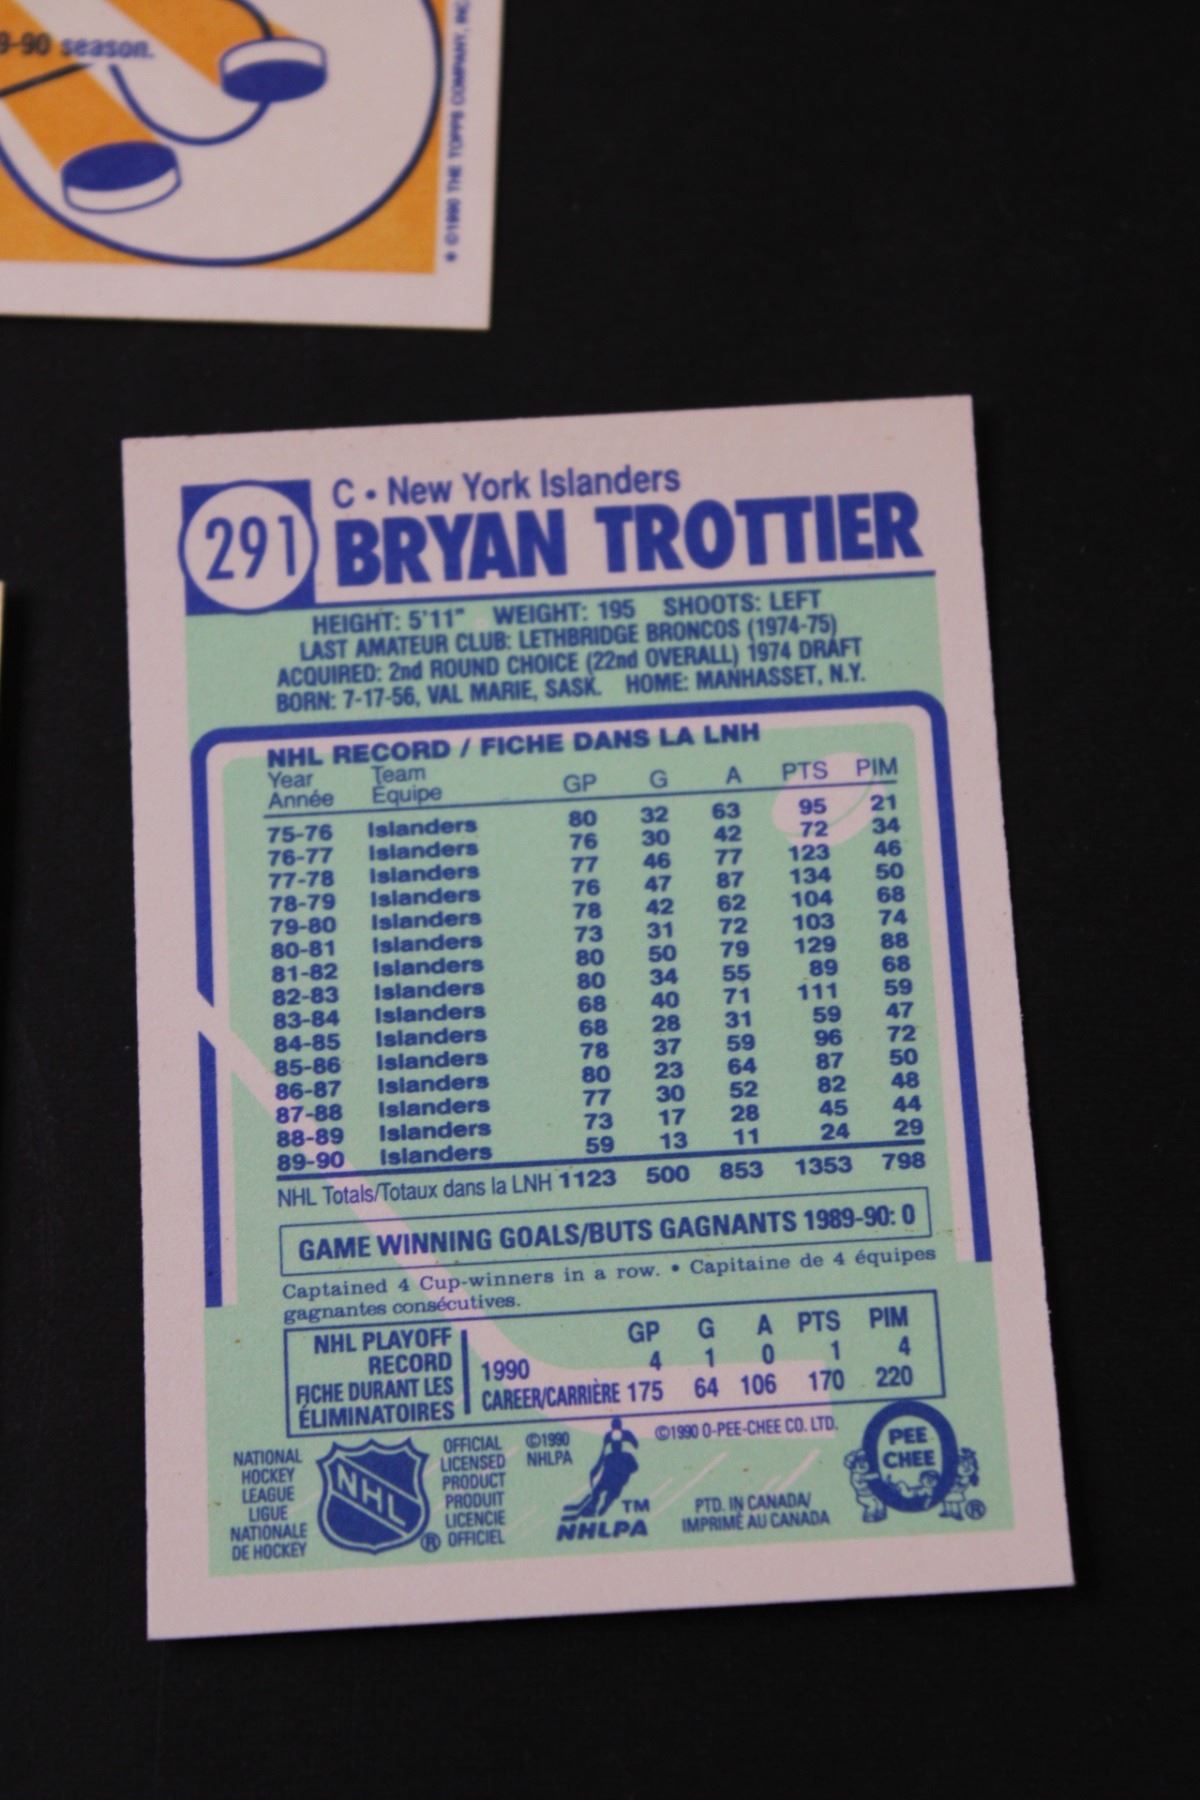 9-90 season.
* ©1990 THE TOPPS COMPANY, INC
291
C • New York Islanders
BRYAN TROTTIER
HEIGHT: 5'11" WEIGHT: 195 SHOOTS: LEFT
LAST AMATEUR CLUB: LETHBRIDGE BRONCOS (1974-75)
ACQUIRED: 2nd ROUND CHOICE (22nd OVERALL) 1974 DRAFT
BORN: 7-17-56, VAL MARIE, SASK. HOME: MANHASSET, N.Y.
NHL RECORD / FICHE DANS LA LNH
Year Team GP G A PTS PIM
Année Équipe
75-76 Islanders 80 32 63 95 21
76-77 Islanders 76 30 42 72 34
77-78 Islanders 77 46 77 123 46
78-79 Islanders 76 47 87 134 50
79-80 Islanders 78 42 62 104 68
80-81 Islanders 73 31 72 103 74
81-82 Islanders 80 50 79 129 88
82-83 Islanders 80 34 55 89 68
83-84 Islanders 68 40 71 111 59
84-85 Islanders 68 28 31 59 47
85-86 Islanders 78 37 59 96 72
86-87 Islanders 80 23 64 87 50
87-88 Islanders 77 30 52 82 48
88-89 Islanders 73 17 28 45 44
89-90 Islanders 59 13 11 24 29
NHL Totals/Totaux dans la LNH 1123 500 853 1353 798
GAME WINNING GOALS/BUTS GAGNANTS 1989-90: 0
Captained 4 Cup-winners in a row. • Capitaine de 4 équipes
gagnantes consécutives.
NHL PLAYOFF
RECORD
FICHE DURANT LES
ÉLIMINATOIRES
GP G A PTS PIM
1990 4 1 0 1 4
CAREER/CARRIÈRE 175 64 106 170 220
NATIONAL
HOCKEY
LEAGUE
LIGUE
NATIONALE
DE HOCKEY
NHL
®
OFFICIAL
LICENSED
PRODUCT
PRODUIT
LICENCIE
OFFICIEL
©1990
NHLPA
TM
NHLPA
©1990 O-PEE-CHEE CO. LTD.
PTD. IN CANADA/
IMPRIMÉ AU CANADA
PEE
CHEE
®